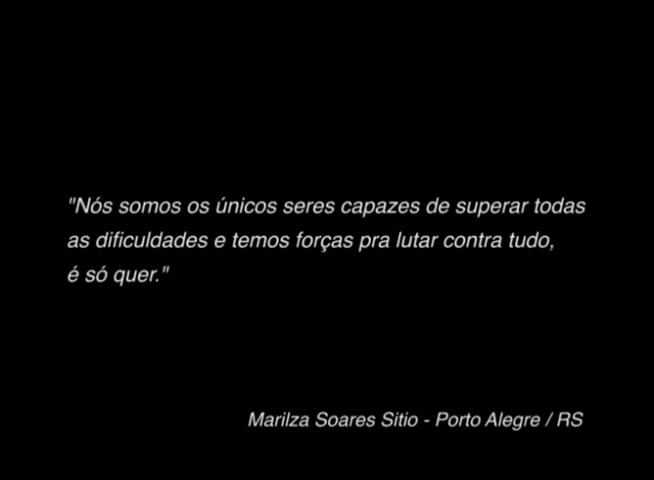 "Nós somos os únicos seres capazes de superar todas
as dificuldades e temos forças pra lutar contra tudo,
é só quer."
Marilza Soares Sitio - Porto Alegre / RS